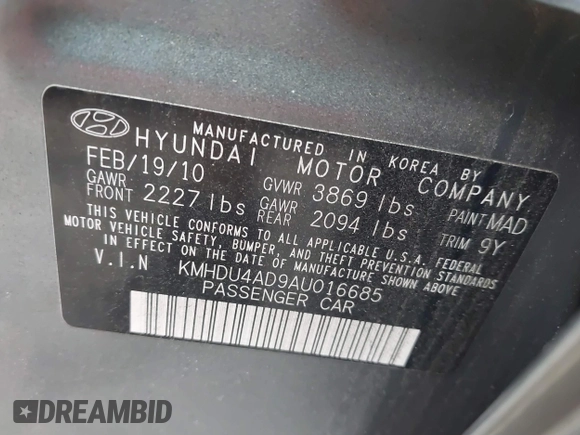 MANUFACTURED IN KOREA BY
HYUNDAI MOTOR COMPANY
FEB/19/10
GAWR FRONT 2227 lbs GVWR 3869 lbs PAINT MAD
GAWR REAR 2094 lbs TRIM 9Y
THIS VEHICLE CONFORMS TO ALL APPLICABLE U.S.A. FEDERAL
MOTOR VEHICLE SAFETY, BUMPER, AND THEFT PREVENTION STANDARDS
IN EFFECT ON THE DATE OF MANUFACTURE SHOWN ABOVE.
V.I.N KMHDU4AD9AU016685
PASSENGER CAR
DREAMBID